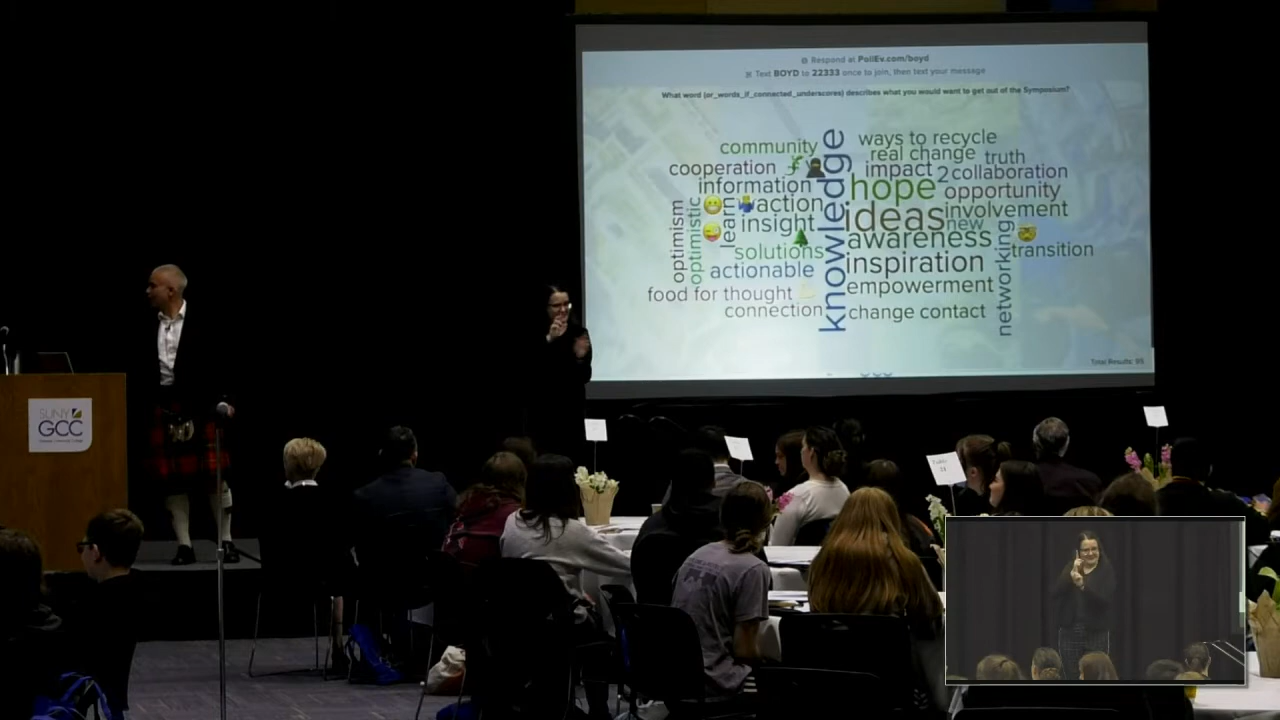 Respond at PollEv.com/boyd
Text BOYD to 22333 once to join, then text your message
What word (or_words_if_connected_underscores) describes what you would want to get out of the Symposium?
community
cooperation
information
action
learn
insight
optimism
optimistic
solutions
actionable
food for thought
connection
knowledge
ways to recycle
real change
truth
impact
2
collaboration
hope
opportunity
ideas
involvement
new
awareness
transition
inspiration
empowerment
networking
change contact
Total Results: 95
SUNY
GCC